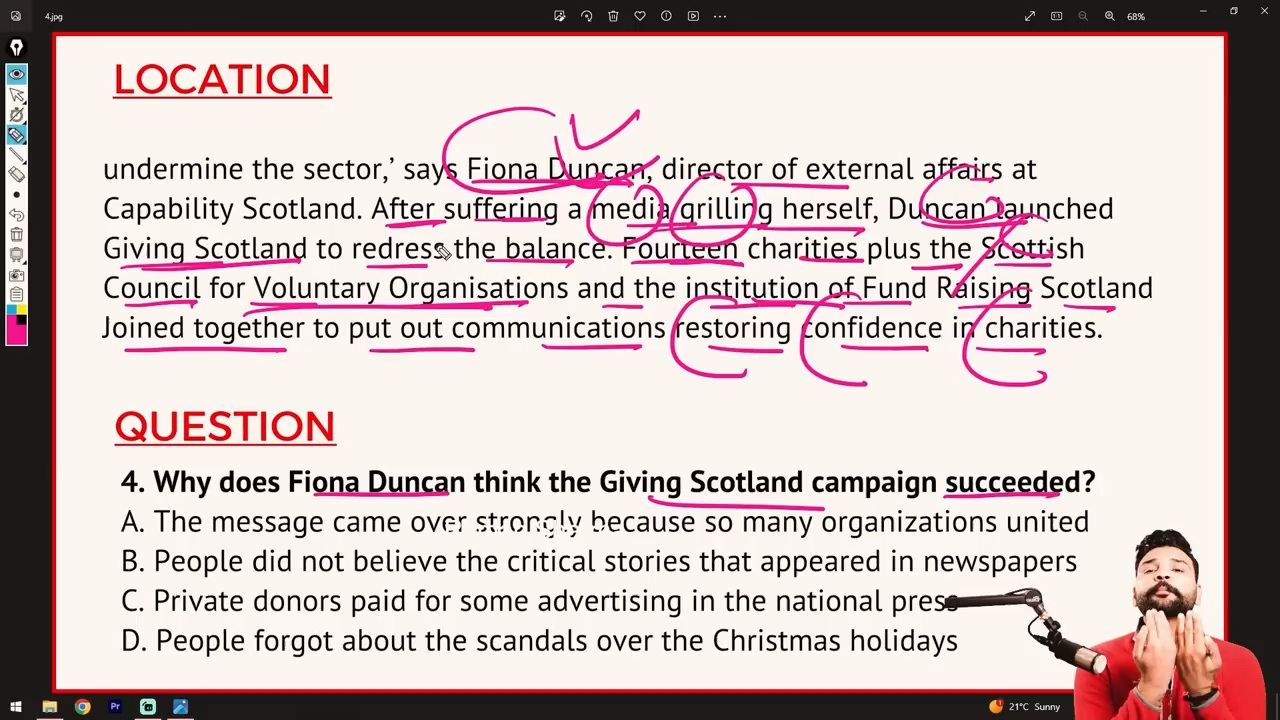 4.jpg
68%
LOCATION
undermine the sector,’ says Fiona Duncan, director of external affairs at
Capability Scotland. After suffering a media grilling herself, Duncan launched
Giving Scotland to redress the balance. Fourteen charities plus the Scottish
Council for Voluntary Organisations and the institution of Fund Raising Scotland
Joined together to put out communications restoring confidence in charities.
QUESTION
4. Why does Fiona Duncan think the Giving Scotland campaign succeeded?
A. The message came over strongly because so many organizations united
B. People did not believe the critical stories that appeared in newspapers
C. Private donors paid for some advertising in the national press
D. People forgot about the scandals over the Christmas holidays
Pr
21°C Sunny